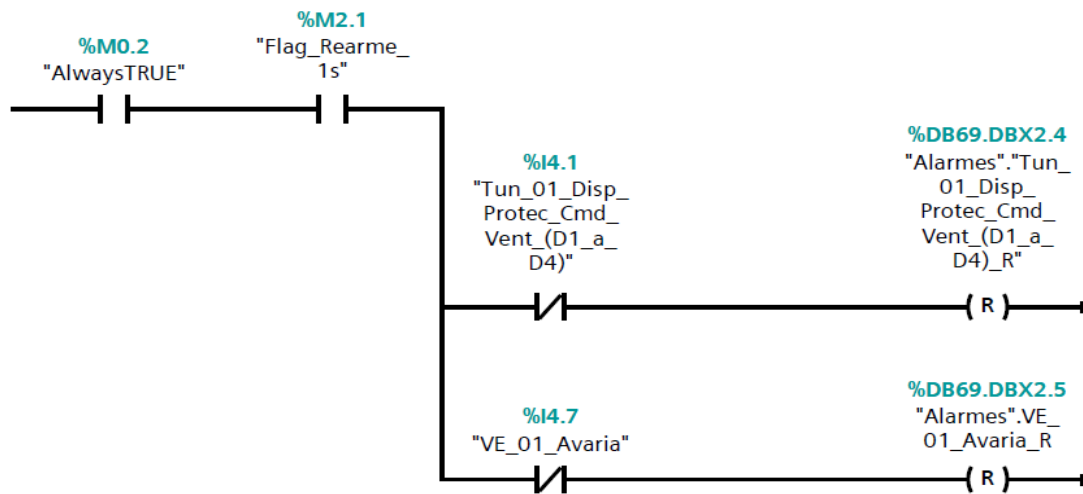 %M0.2
"AlwaysTRUE"
%M2.1
"Flag_Rearme_
1s"
%I4.1
"Tun_01_Disp_
Protec_Cmd_
Vent_(D1_a_
D4)"
%DB69.DBX2.4
"Alarmes"."Tun_
01_Disp_
Protec_Cmd_
Vent_(D1_a_
D4)_R"
R
%I4.7
"VE_01_Avaria"
%DB69.DBX2.5
"Alarmes".VE_
01_Avaria_R
R